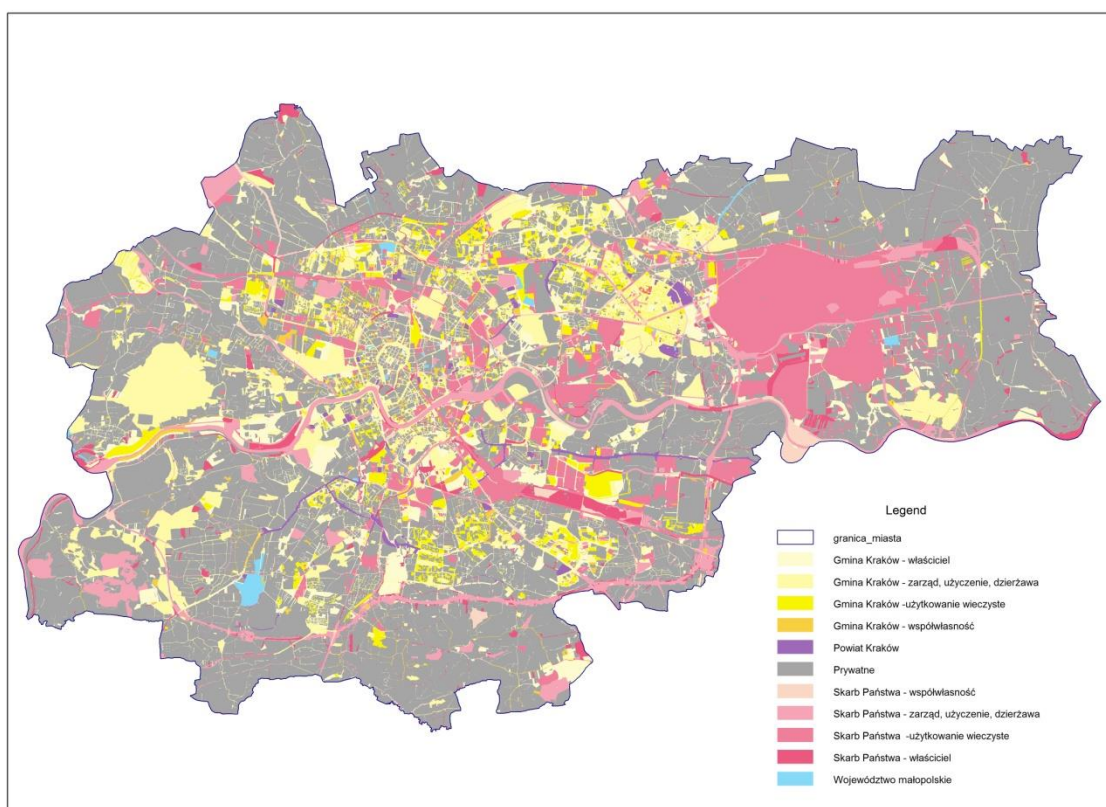 Legend
granica_miasta
Gmina Kraków - właściciel
Gmina Kraków - zarząd, użyczenie, dzierżawa
Gmina Kraków -użytkowanie wieczyste
Gmina Kraków - współwłasność
Powiat Kraków
Prywatne
Skarb Państwa - współwłasność
Skarb Państwa - zarząd, użyczenie, dzierżawa
Skarb Państwa -użytkowanie wieczyste
Skarb Państwa - właściciel
Województwo małopolskie